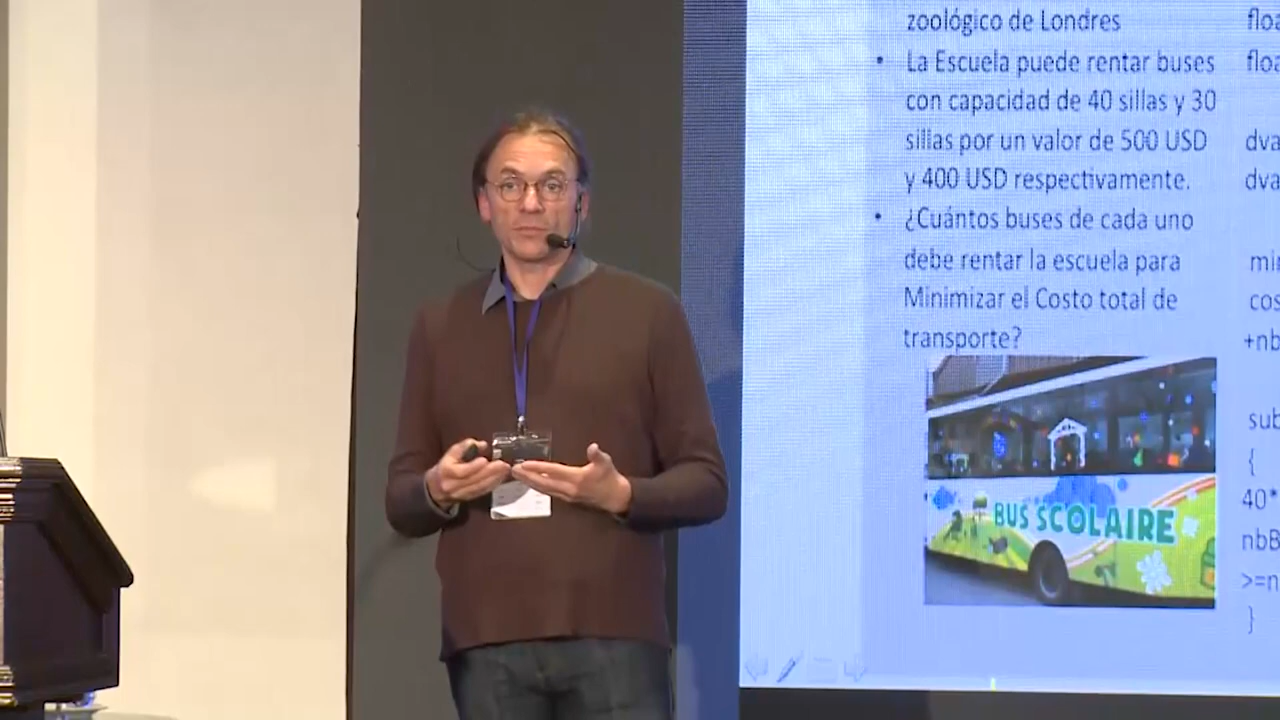 zoológico de Londres
La Escuela puede rentar buses
con capacidad de 40 sillas y 30
sillas por un valor de 500 USD
y 400 USD respectivamente.
¿Cuántos buses de cada uno
debe rentar la escuela para
Minimizar el Costo total de
transporte?
BUS SCOLAIRE
floa
floa
dva
dva
min
cos
+nb
sub
{
40*
nbB
>=n
}